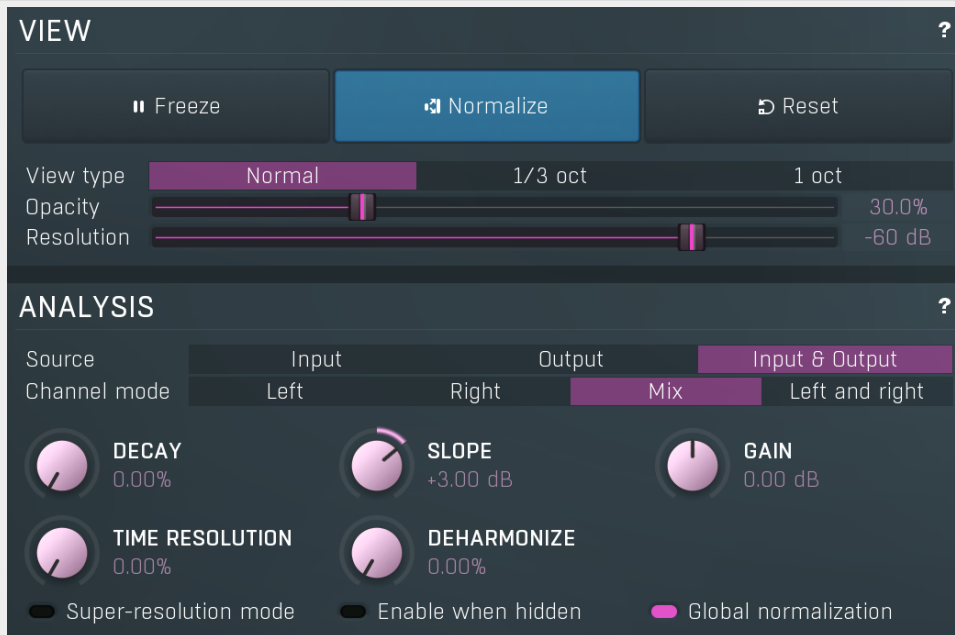 VIEW ?
Freeze Normalize Reset
View type Normal 1/3 oct 1 oct
Opacity 30.0%
Resolution -60 dB
ANALYSIS ?
Source Input Output Input & Output
Channel mode Left Right Mix Left and right
DECAY SLOPE GAIN
0.00% +3.00 dB 0.00 dB
TIME RESOLUTION DEHARMONIZE
0.00% 0.00%
Super-resolution mode Enable when hidden Global normalization